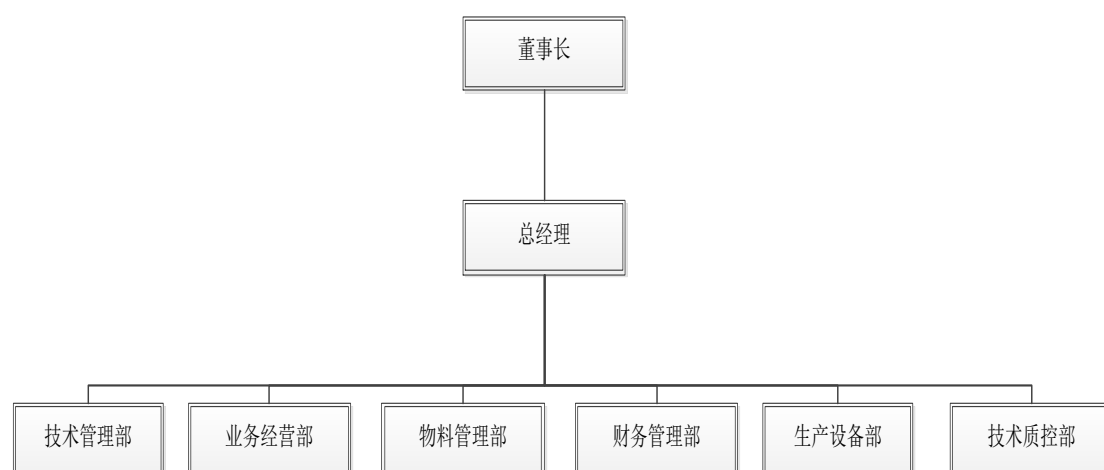 董事长
总经理
技术管理部
业务经营部
物料管理部
财务管理部
生产设备部
技术质控部